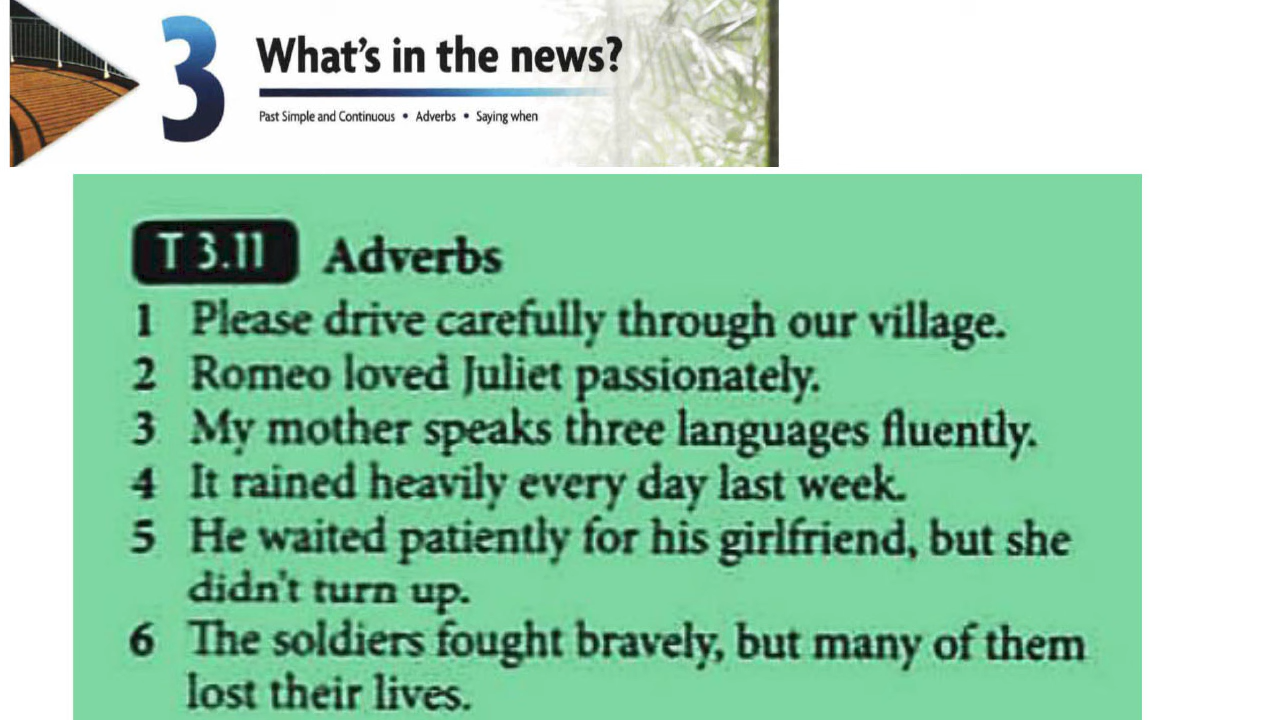 3
What's in the news?
Past Simple and Continuous • Adverbs • Saying when
T 3.11 Adverbs
1 Please drive carefully through our village.
2 Romeo loved Juliet passionately.
3 My mother speaks three languages fluently.
4 It rained heavily every day last week.
5 He waited patiently for his girlfriend, but she
didn't turn up.
6 The soldiers fought bravely, but many of them
lost their lives.